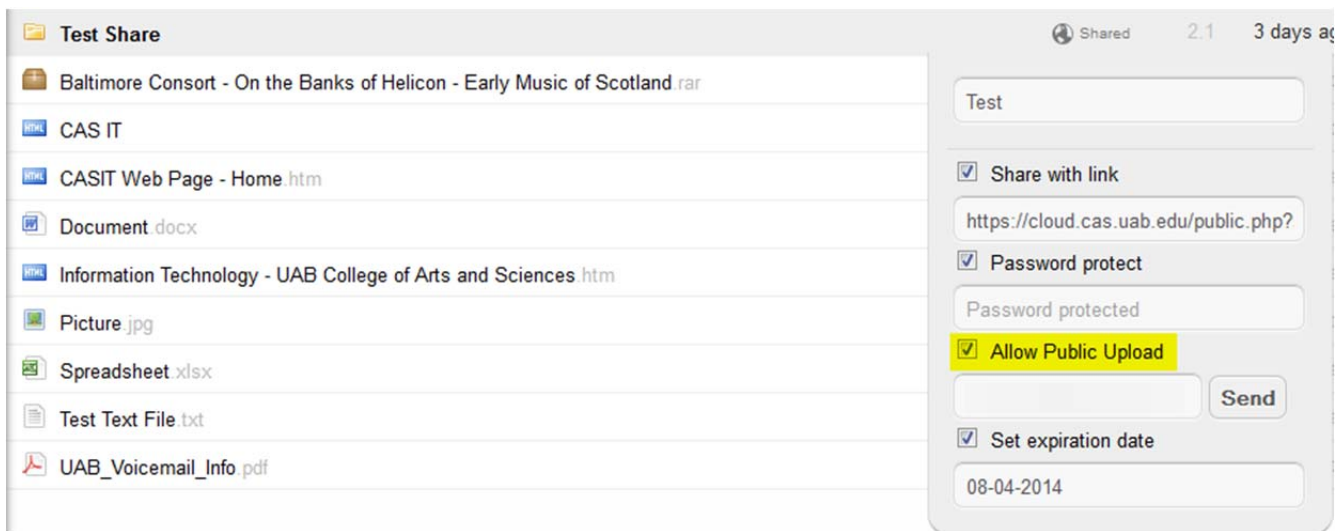 Test Share
Shared 2.1 3 days ag
Baltimore Consort - On the Banks of Helicon - Early Music of Scotland.rar
CAS IT
CASIT Web Page - Home.htm
Document.docx
Information Technology - UAB College of Arts and Sciences.htm
Picture.jpg
Spreadsheet.xlsx
Test Text File.txt
UAB_Voicemail_Info.pdf
Test
Share with link
https://cloud.cas.uab.edu/public.php?
Password protect
Password protected
Allow Public Upload
Send
Set expiration date
08-04-2014